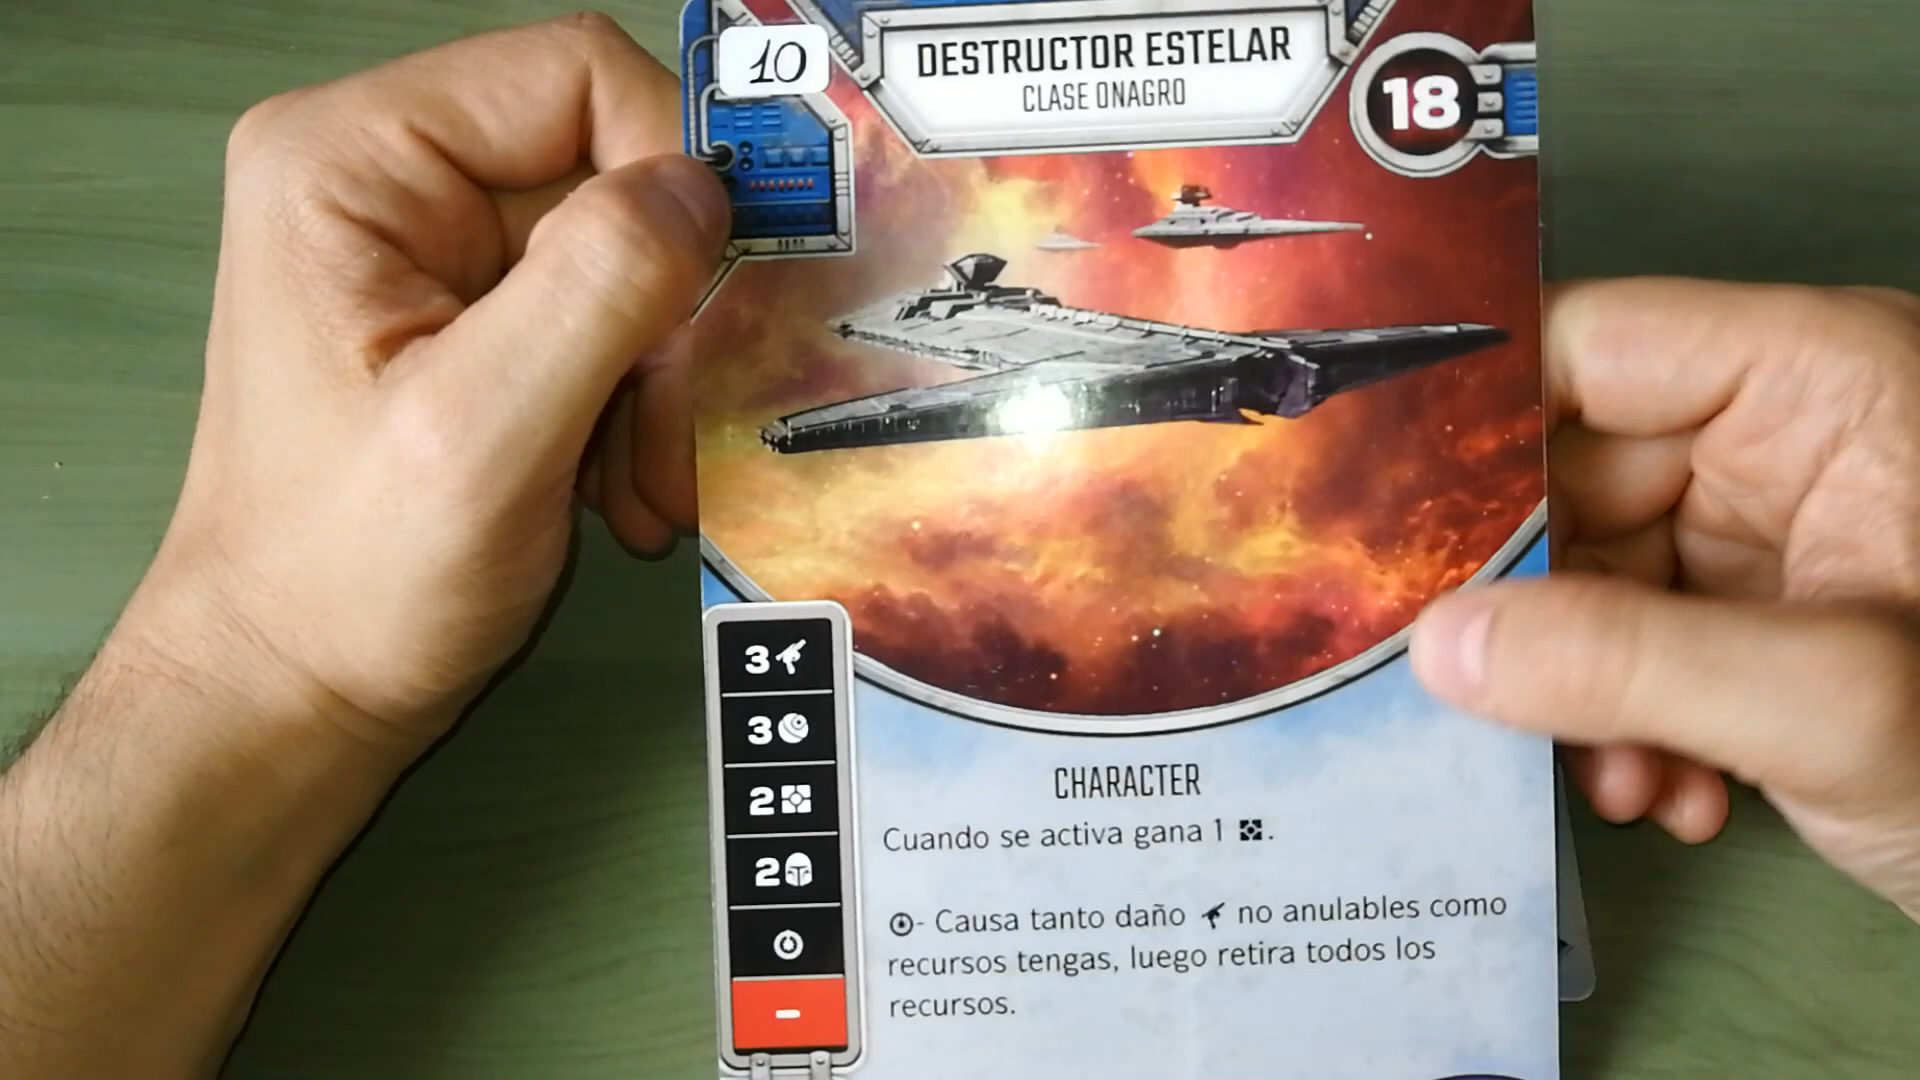 10
DESTRUCTOR ESTELAR
CLASE ONAGRO
18
3
3
2
2
-
CHARACTER
Cuando se activa gana 1 .
- Causa tanto daño no anulables como
recursos tengas, luego retira todos los
recursos.